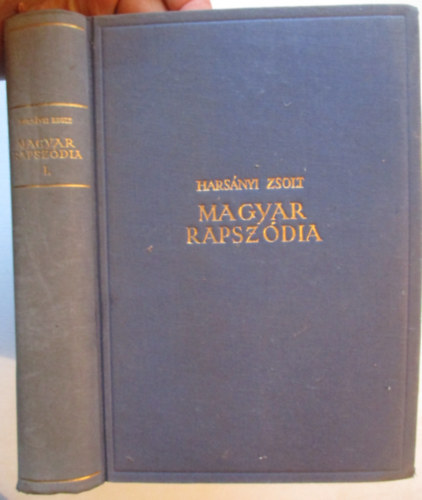 HARSÁNYI ZSOLT
MAGYAR
RAPSZÓDIA
I.
HARSÁNYI ZSOLT
MAGYAR
RAPSZÓDIA